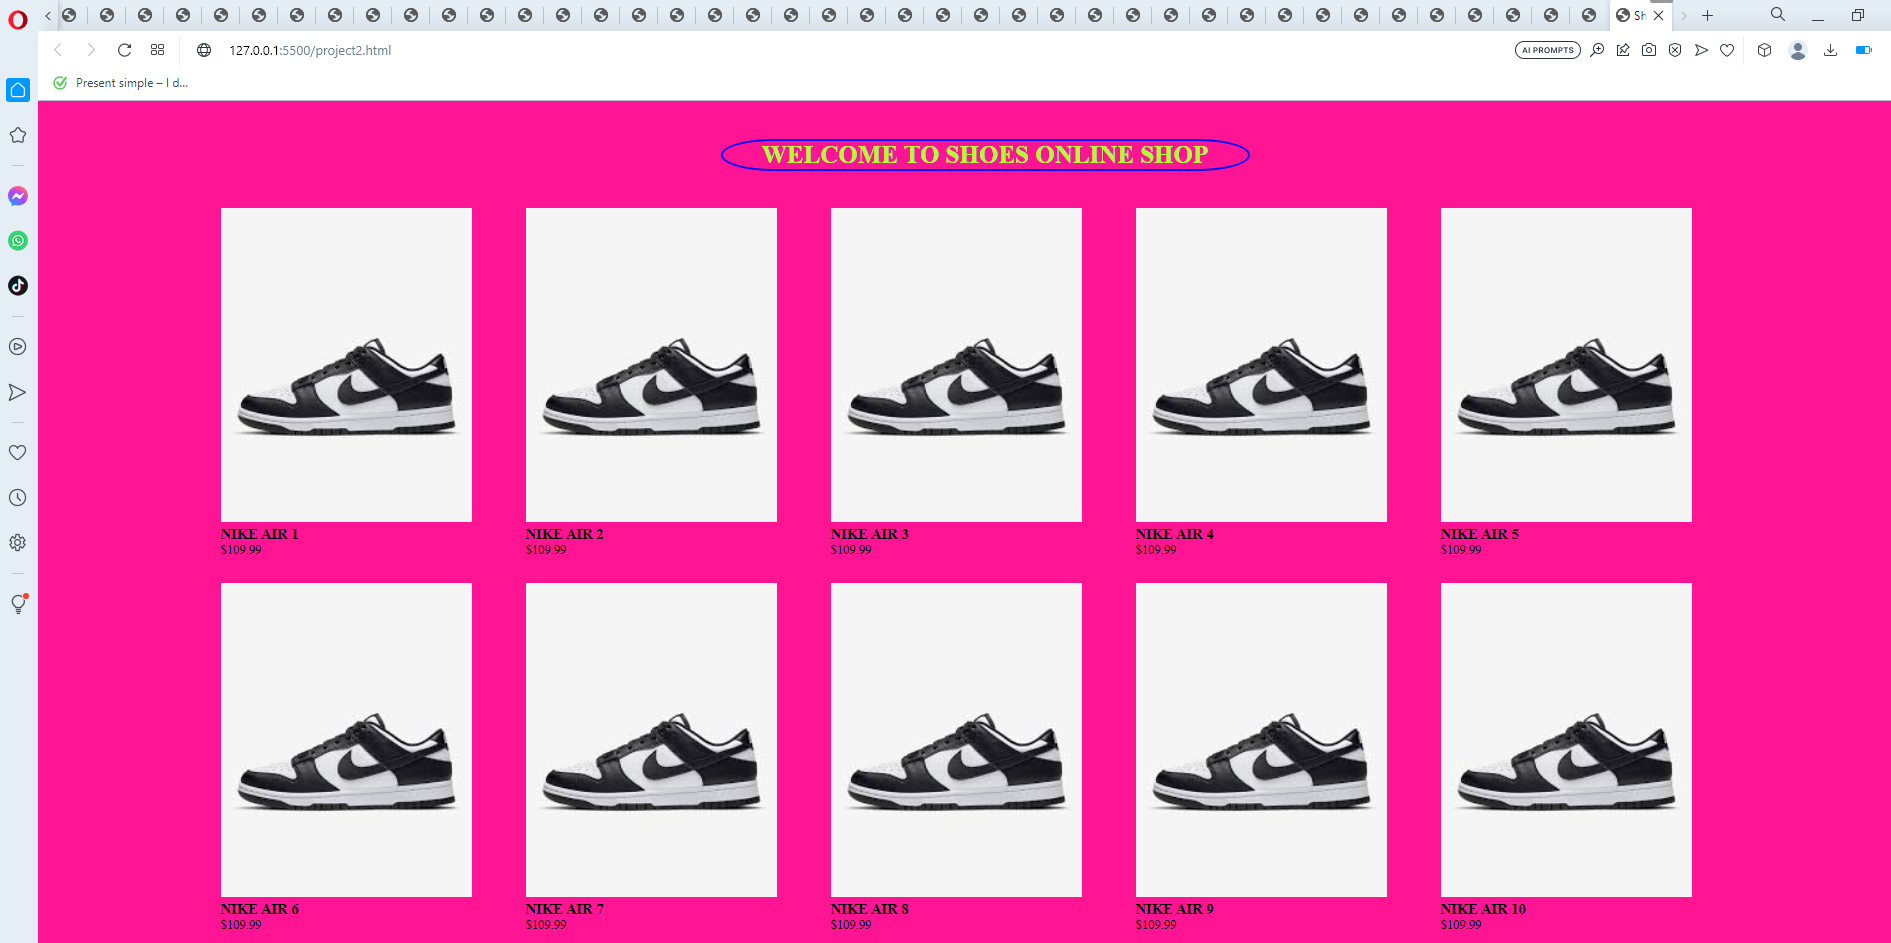 Sh
127.0.0.1:5500/project2.html
AI PROMPTS
Present simple – I d...
WELCOME TO SHOES ONLINE SHOP
NIKE AIR 1
$109.99
NIKE AIR 2
$109.99
NIKE AIR 3
$109.99
NIKE AIR 4
$109.99
NIKE AIR 5
$109.99
NIKE AIR 6
$109.99
NIKE AIR 7
$109.99
NIKE AIR 8
$109.99
NIKE AIR 9
$109.99
NIKE AIR 10
$109.99